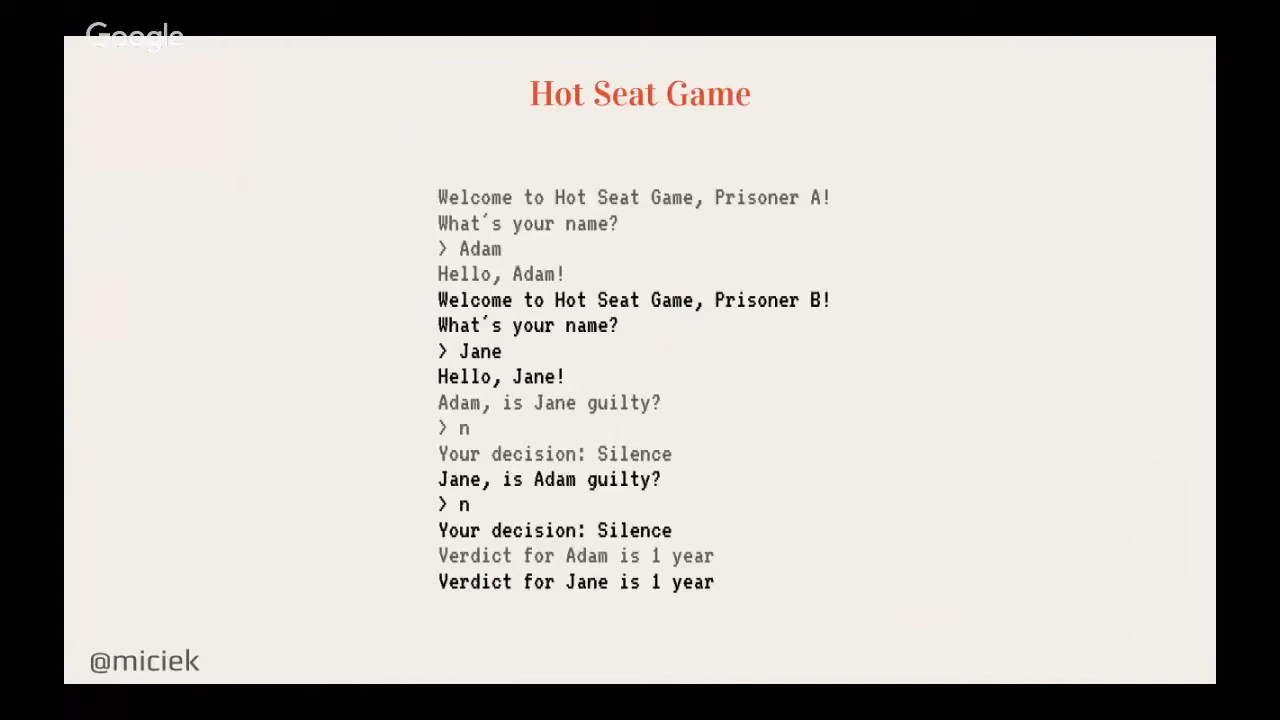 Google
Hot Seat Game
Welcome to Hot Seat Game, Prisoner A!
What´s your name?
> Adam
Hello, Adam!
Welcome to Hot Seat Game, Prisoner B!
What´s your name?
> Jane
Hello, Jane!
Adam, is Jane guilty?
> n
Your decision: Silence
Jane, is Adam guilty?
> n
Your decision: Silence
Verdict for Adam is 1 year
Verdict for Jane is 1 year
@miciek